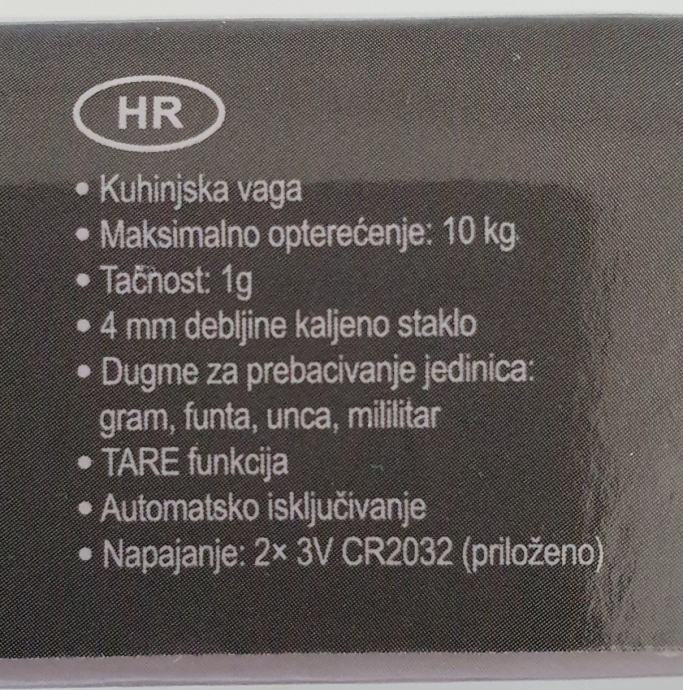 HR
• Kuhinjska vaga
• Maksimalno opterećenje: 10 kg
• Tačnost: 1g
• 4 mm debljine kaljeno staklo
• Dugme za prebacivanje jedinica:
gram, funta, unca, mililitar
• TARE funkcija
• Automatsko isključivanje
• Napajanje: 2× 3V CR2032 (priloženo)